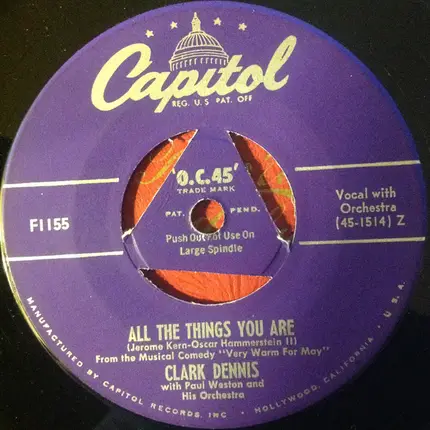 Capitol
REG. U.S. PAT. OFF
'O.C.45'
TRADE MARK
PAT. PEND.
Push Out for Use On
Large Spindle
F1155
Vocal with
Orchestra
(45-1514) Z
ALL THE THINGS YOU ARE
(Jerome Kern-Oscar Hammerstein II)
From the Musical Comedy "Very Warm For May"
CLARK DENNIS
with Paul Weston and
His Orchestra
MANUFACTURED BY CAPITOL RECORDS, INC • HOLLYWOOD, CALIFORNIA • U.S.A.